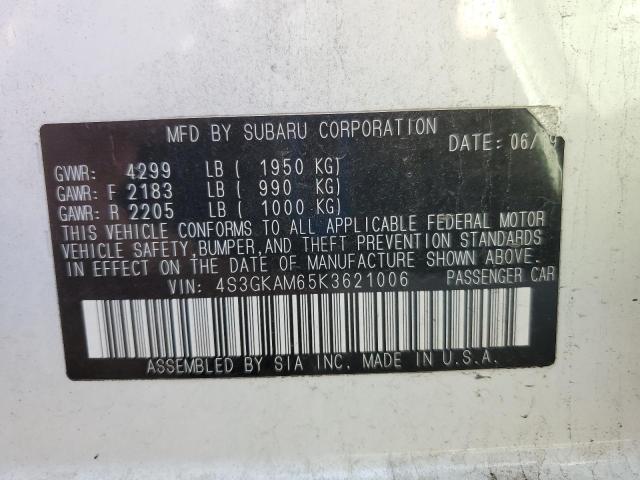 MFD BY SUBARU CORPORATION DATE: 06/19
GVWR: 4299 LB ( 1950 KG)
GAWR: F 2183 LB ( 990 KG)
GAWR: R 2205 LB ( 1000 KG)
THIS VEHICLE CONFORMS TO ALL APPLICABLE FEDERAL MOTOR
VEHICLE SAFETY,BUMPER,AND THEFT PREVENTION STANDARDS
IN EFFECT ON THE DATE OF MANUFACTURE SHOWN ABOVE.
VIN: 4S3GKAM65K3621006 PASSENGER CAR
ASSEMBLED BY SIA INC. MADE IN U.S.A.